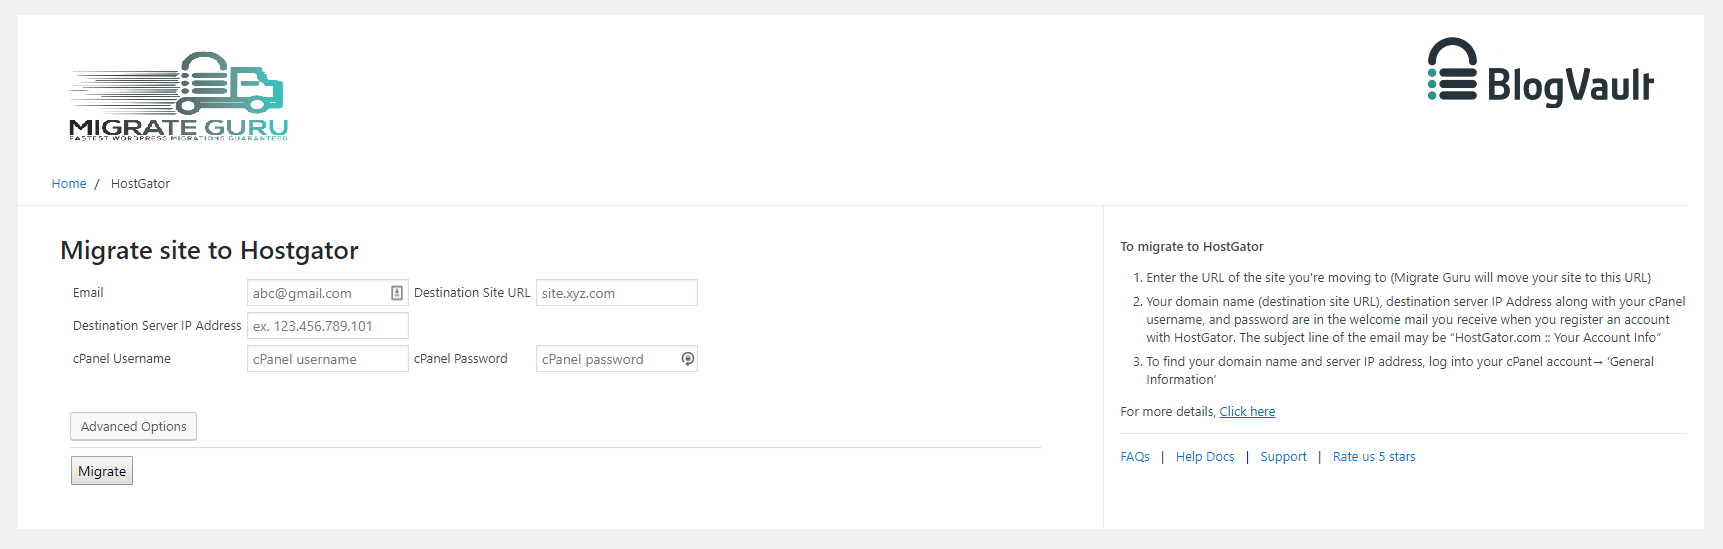 MIGRATE GURU
FASTEST WORDPRESS MIGRATIONS GUARANTEED
BlogVault
Home / HostGator
Migrate site to Hostgator
Email abc@gmail.com Destination Site URL site.xyz.com
Destination Server IP Address ex. 123.456.789.101
cPanel Username cPanel username cPanel Password cPanel password
Advanced Options
Migrate
To migrate to HostGator
1. Enter the URL of the site you're moving to (Migrate Guru will move your site to this URL)
2. Your domain name (destination site URL), destination server IP Address along with your cPanel
username, and password are in the welcome mail you receive when you register an account
with HostGator. The subject line of the email may be “HostGator.com :: Your Account Info”
3. To find your domain name and server IP address, log into your cPanel account→ ‘General
Information’
For more details, Click here
FAQs | Help Docs | Support | Rate us 5 stars